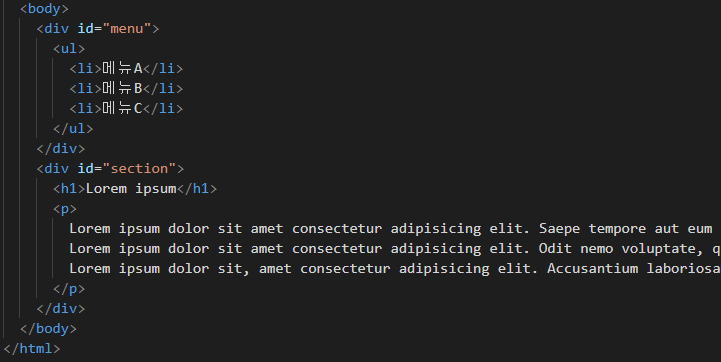 <body>
<div id="menu">
<ul>
<li>메뉴A</li>
<li>메뉴B</li>
<li>메뉴C</li>
</ul>
</div>
<div id="section">
<h1>Lorem ipsum</h1>
<p>
Lorem ipsum dolor sit amet consectetur adipisicing elit. Saepe tempore aut eum
Lorem ipsum dolor sit amet consectetur adipisicing elit. Odit nemo voluptate, q
Lorem ipsum dolor sit, amet consectetur adipisicing elit. Accusantium laboriosa
</p>
</div>
</body>
</html>